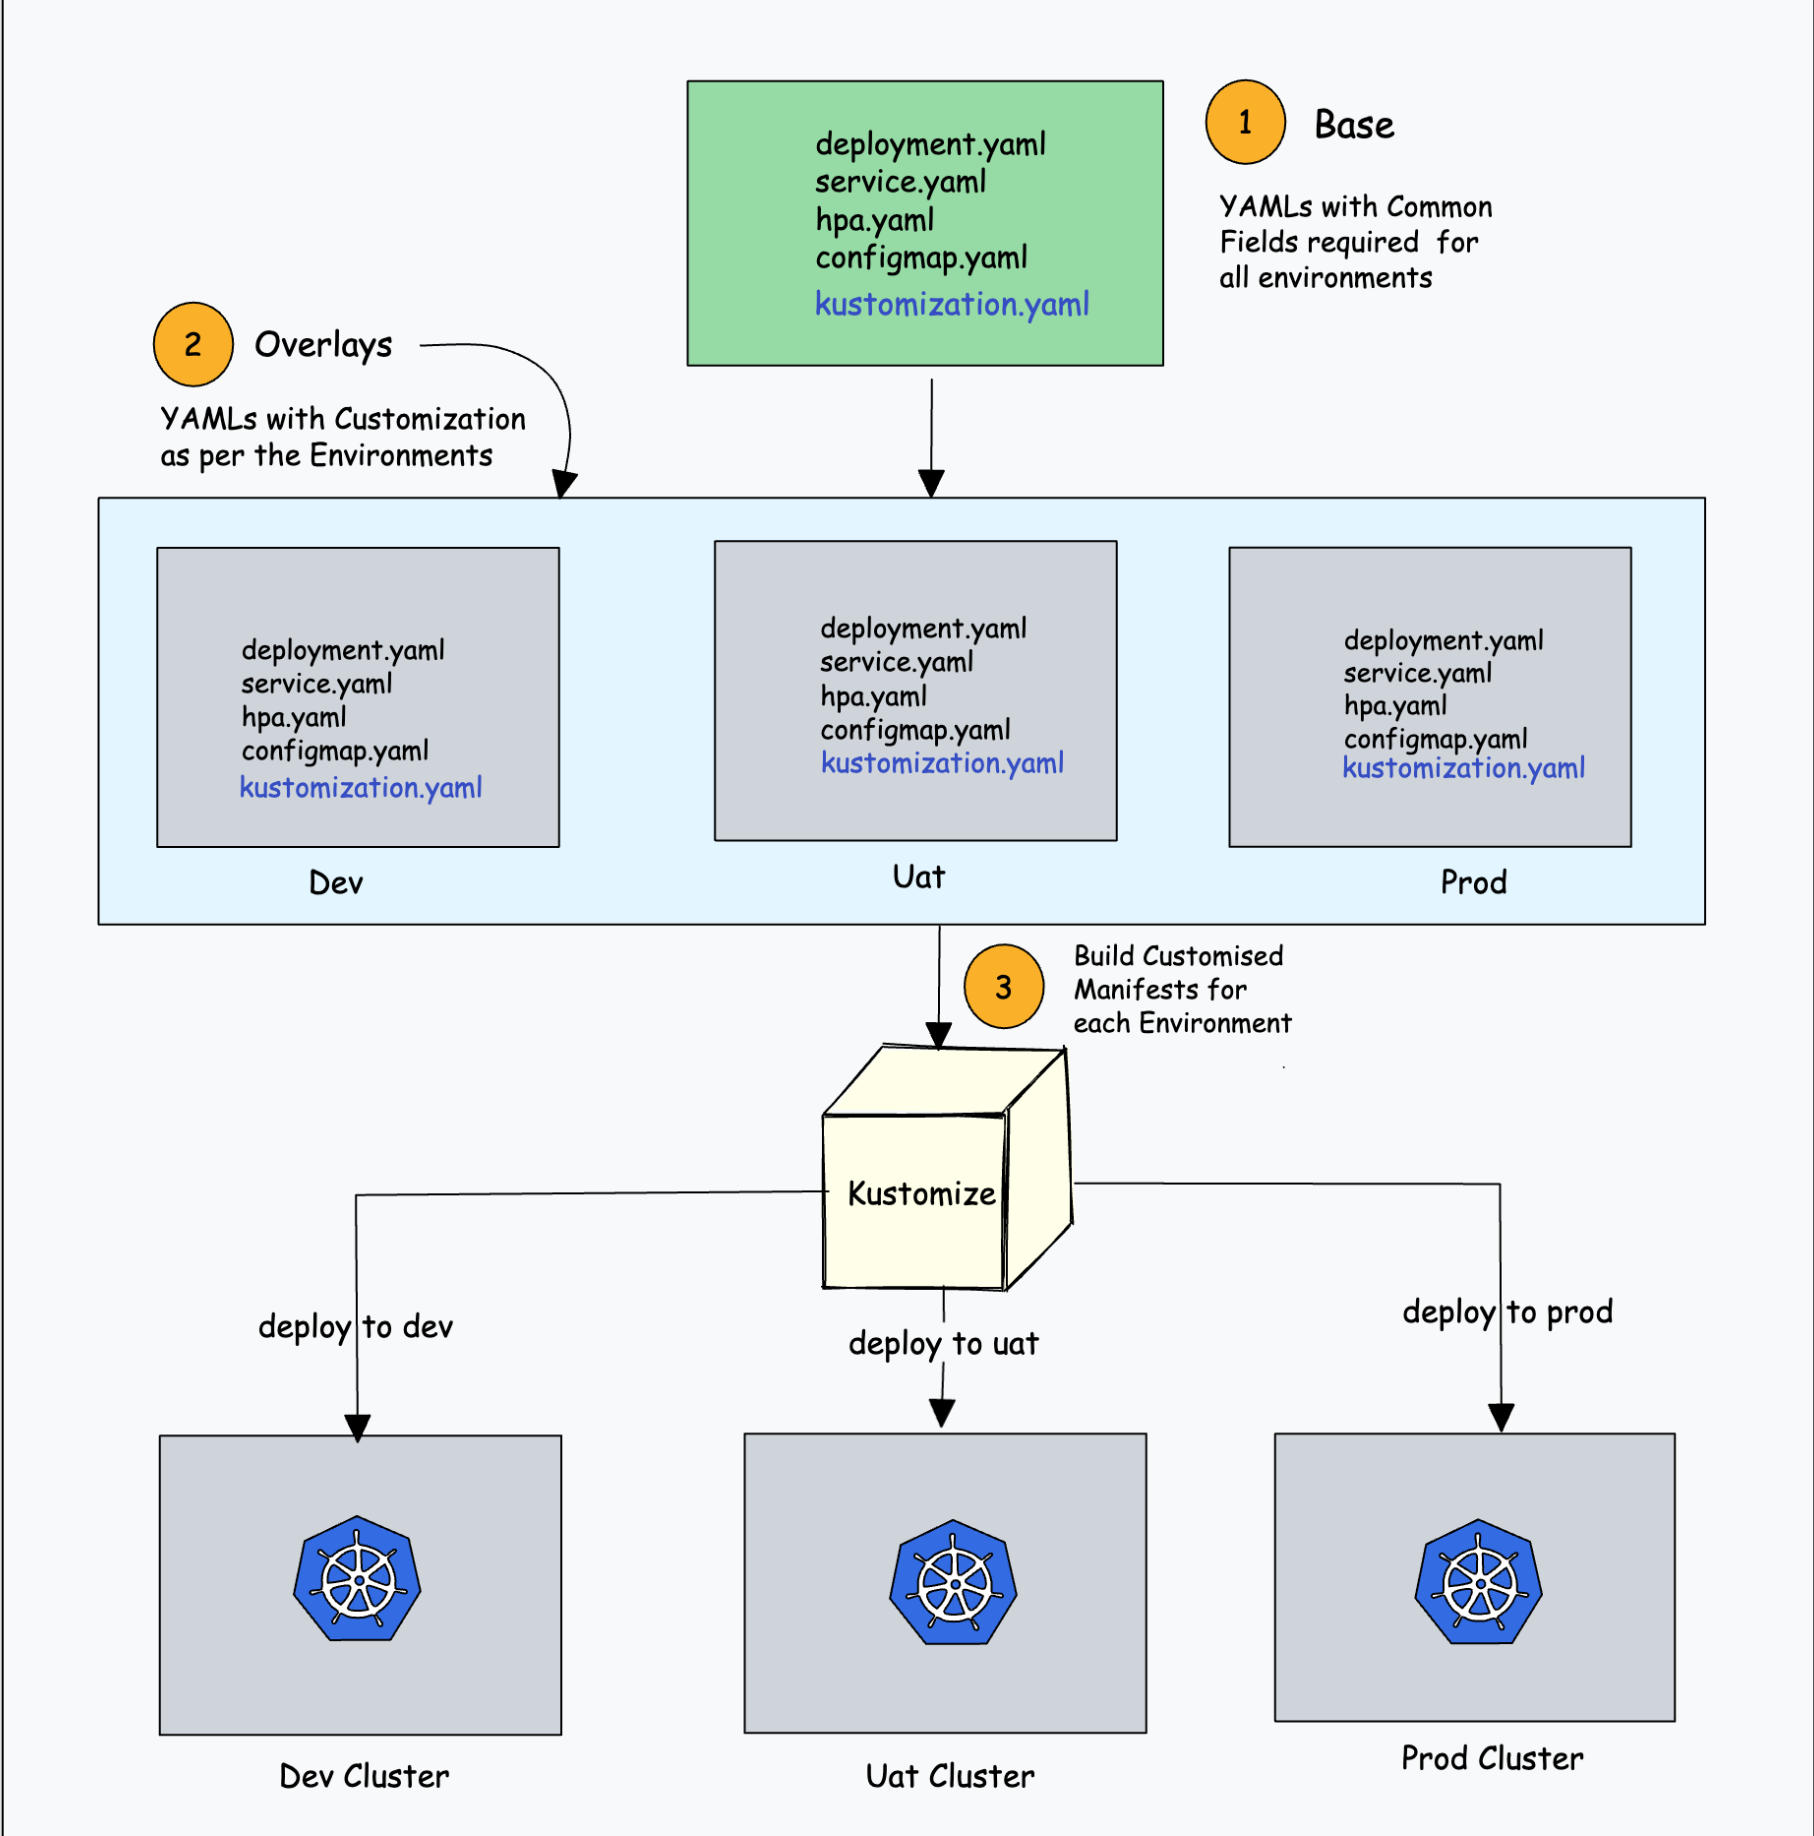 deployment.yaml
service.yaml
hpa.yaml
configmap.yaml
kustomization.yaml
1
Base
YAMLs with Common
Fields required for
all environments
2
Overlays
YAMLs with Customization
as per the Environments
deployment.yaml
service.yaml
hpa.yaml
configmap.yaml
kustomization.yaml
Dev
deployment.yaml
service.yaml
hpa.yaml
configmap.yaml
kustomization.yaml
Uat
deployment.yaml
service.yaml
hpa.yaml
configmap.yaml
kustomization.yaml
Prod
3
Build Customised
Manifests for
each Environment
Kustomize
deploy to dev
deploy to uat
deploy to prod
Dev Cluster
Uat Cluster
Prod Cluster